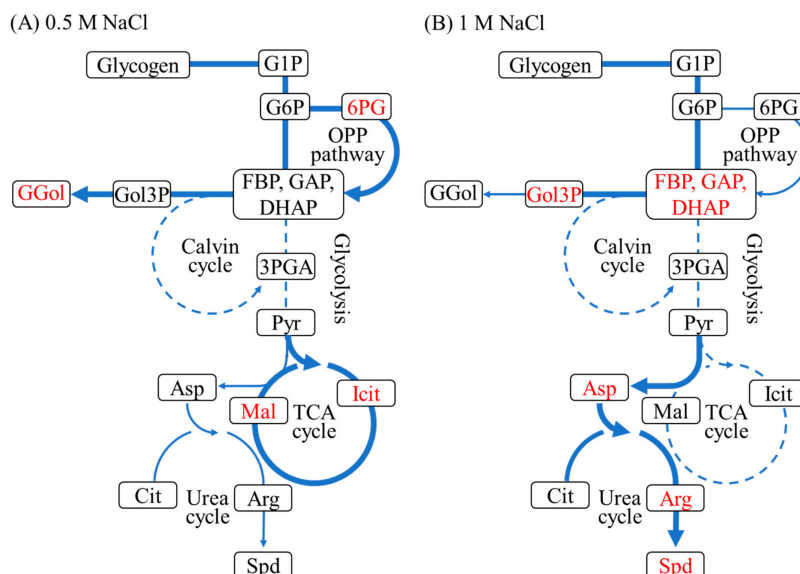 (A) 0.5 M NaCl
Glycogen
G1P
G6P
6PG
OPP
pathway
GGol
Gol3P
FBP, GAP,
DHAP
Calvin
cycle
3PGA
Glycolysis
Pyr
Asp
Mal
TCA
cycle
Icit
Cit
Urea
cycle
Arg
Spd
(B) 1 M NaCl
Glycogen
G1P
G6P
6PG
OPP
pathway
GGol
Gol3P
FBP, GAP,
DHAP
Calvin
cycle
3PGA
Glycolysis
Pyr
Asp
Mal
TCA
cycle
Icit
Cit
Urea
cycle
Arg
Spd